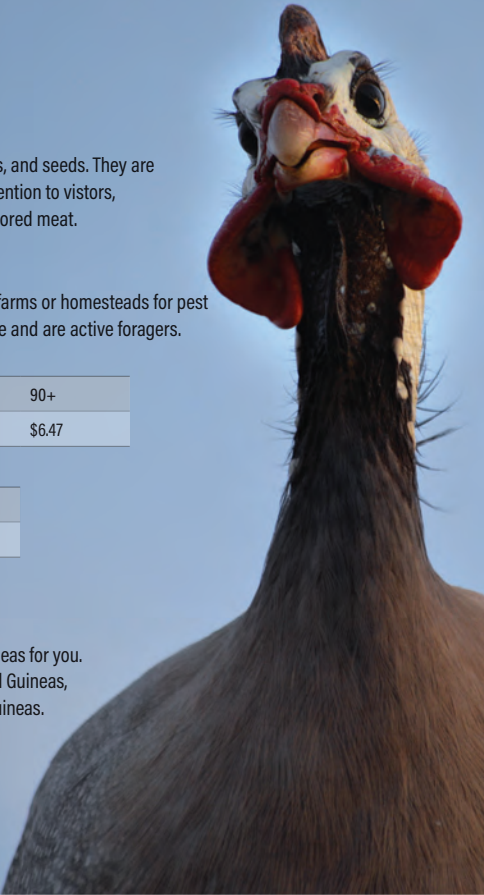 s, and seeds. They are
ention to vistors,
ored meat.
farms or homesteads for pest
e and are active foragers.
90+
$6.47
eas for you.
l Guineas,
uineas.